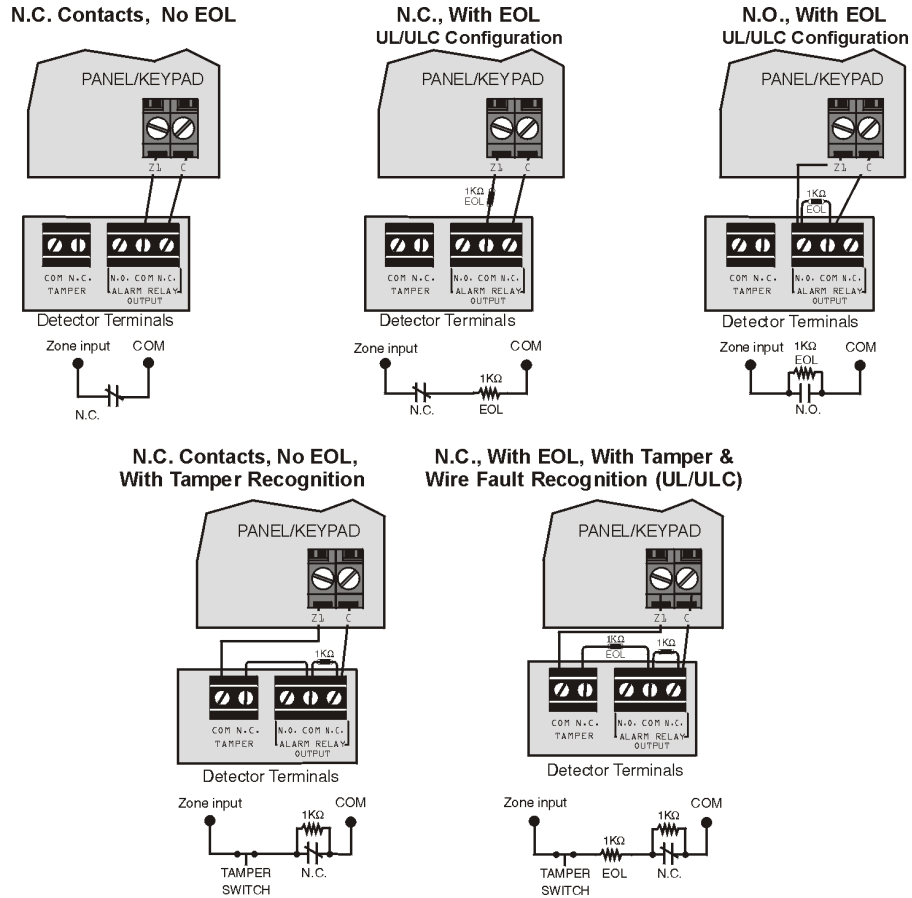 N.C. Contacts, No EOL
PANEL/KEYPAD
Z1 C
COM N.C.
TAMPER
N.O. COM N.C.
ALARM RELAY
OUTPUT
Detector Terminals
Zone input COM
N.C.
N.C., With EOL
UL/ULC Configuration
PANEL/KEYPAD
Z1 C
1KΩ
EOL
COM N.C.
TAMPER
N.O. COM N.C.
ALARM RELAY
OUTPUT
Detector Terminals
Zone input COM
1KΩ
N.C. EOL
N.O., With EOL
UL/ULC Configuration
PANEL/KEYPAD
Z1 C
1KΩ
EOL
COM N.C.
TAMPER
N.O. COM N.C.
ALARM RELAY
OUTPUT
Detector Terminals
Zone input 1KΩ COM
EOL
N.O.
N.C. Contacts, No EOL,
With Tamper Recognition
PANEL/KEYPAD
Z1 C
1KΩ
COM N.C.
TAMPER
N.O. COM N.C.
ALARM RELAY
OUTPUT
Detector Terminals
Zone input COM
1KΩ
TAMPER N.C.
SWITCH
N.C., With EOL, With Tamper &
Wire Fault Recognition (UL/ULC)
PANEL/KEYPAD
Z1 C
1KΩ 1KΩ
EOL
COM N.C.
TAMPER
N.O. COM N.C.
ALARM RELAY
OUTPUT
Detector Terminals
Zone input COM
1KΩ
1KΩ
TAMPER EOL N.C.
SWITCH